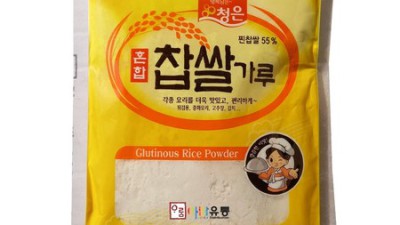 청은
찐찹쌀 55%
혼합
찹쌀가루
각종 요리를 더욱 맛있고, 편리하게~
Glutinous Rice Powder
유통